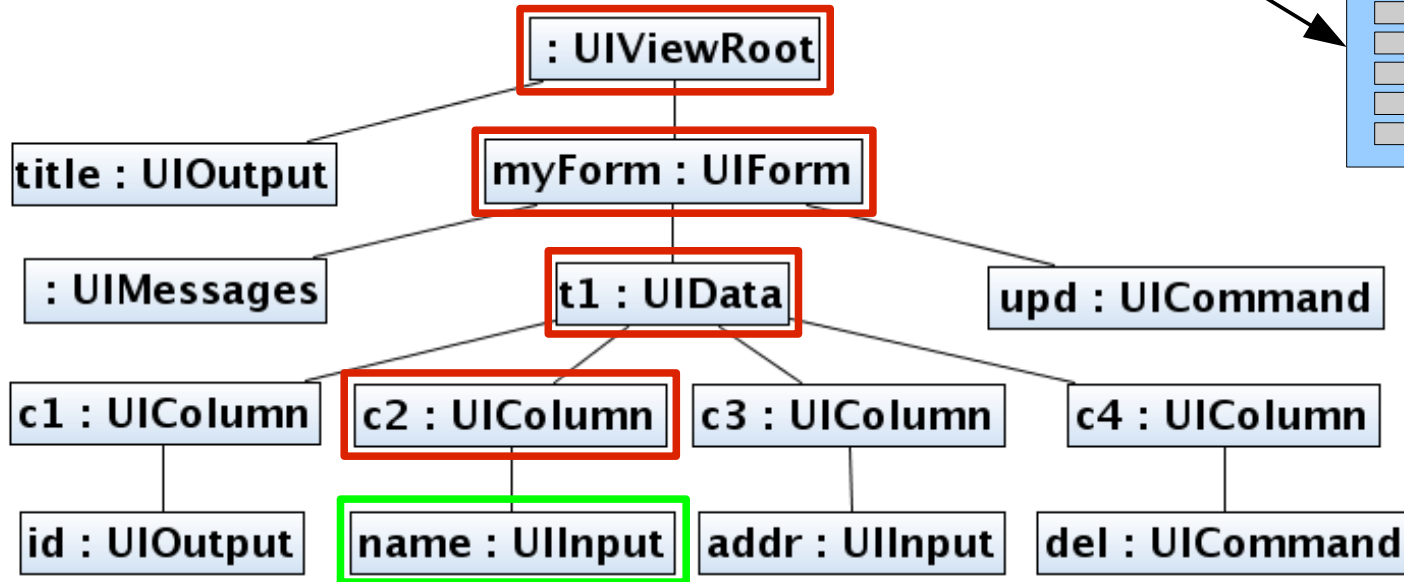 : UIViewRoot
title : UIOutput
myForm : UIForm
: UIMessages
t1 : UIData
upd : UICommand
c1 : UIColumn
c2 : UIColumn
c3 : UIColumn
c4 : UIColumn
id : UIOutput
name : UIInput
addr : UIInput
del : UICommand